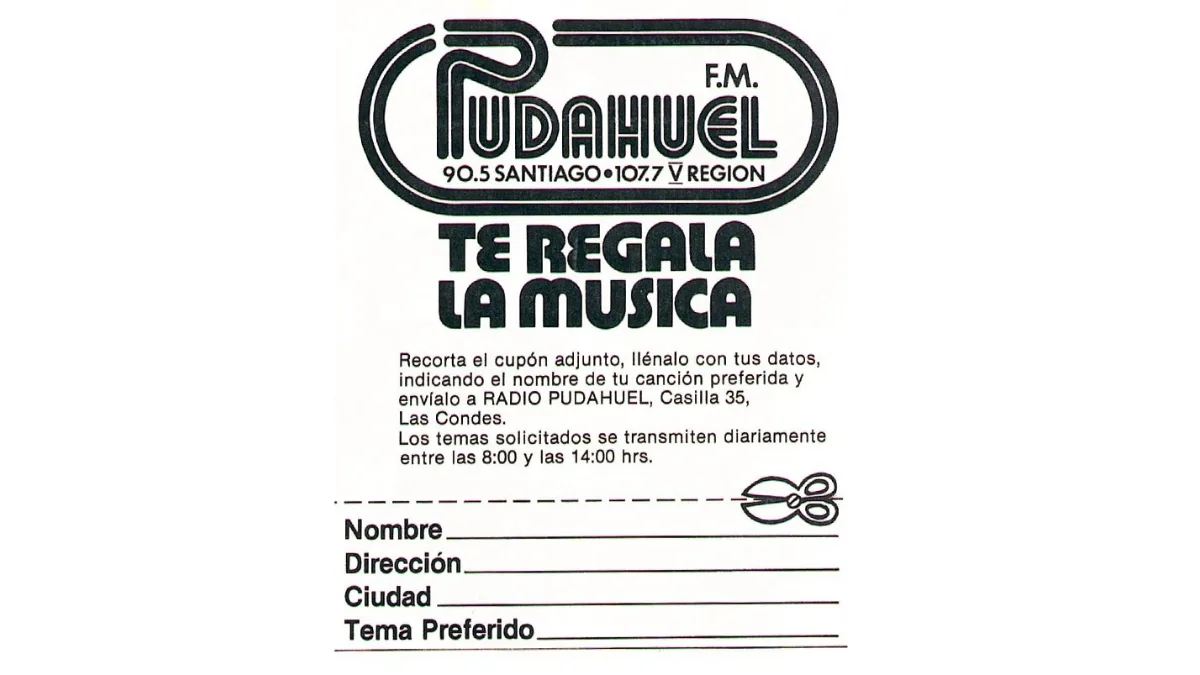 F.M.
PUDAHUEL
90.5 SANTIAGO•107.7 V REGION
TE REGALA
LA MUSICA
Recorta el cupón adjunto, llénalo con tus datos,
indicando el nombre de tu canción preferida y
envíalo a RADIO PUDAHUEL, Casilla 35,
Las Condes.
Los temas solicitados se transmiten diariamente
entre las 8:00 y las 14:00 hrs.
Nombre
Dirección
Ciudad
Tema Preferido